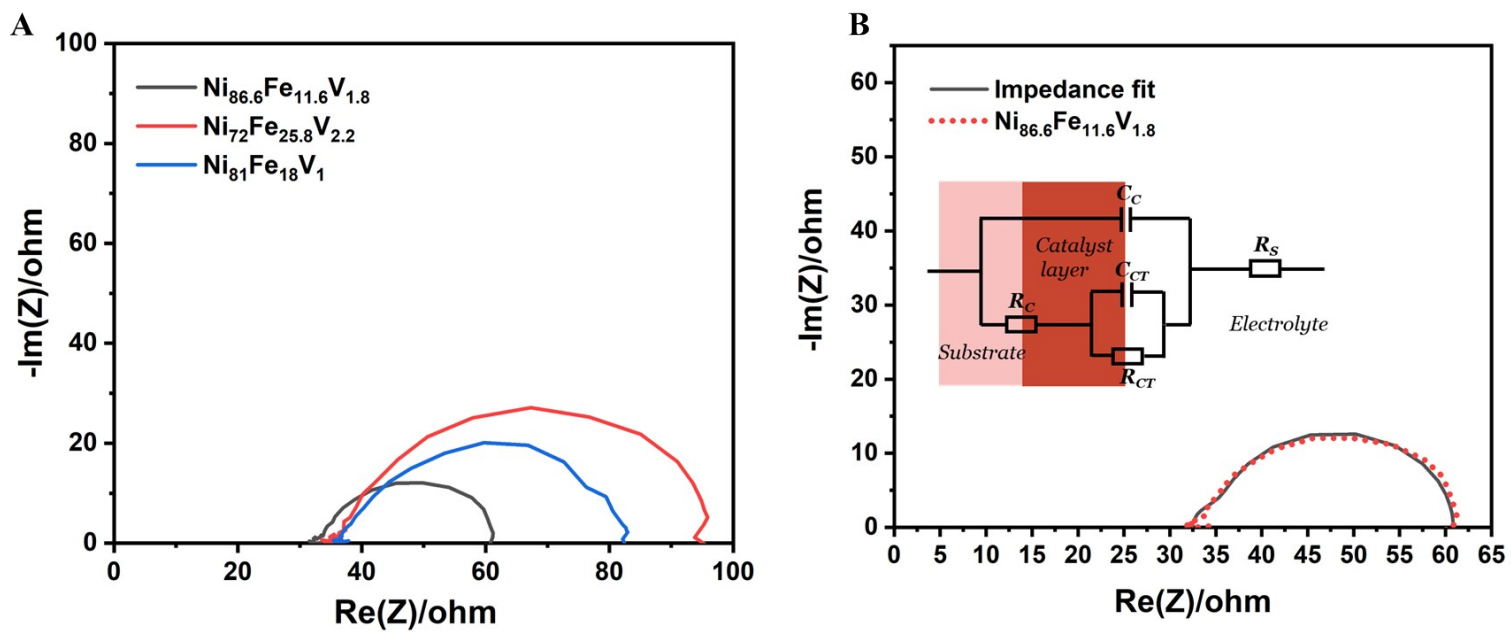 A
100
80
60
40
20
0
-Im(Z)/ohm
Ni86.6Fe11.6V1.8
Ni72Fe25.8V2.2
Ni81Fe18V1
0 20 40 60 80 100
Re(Z)/ohm
B
60
50
40
30
20
10
0
-Im(Z)/ohm
Impedance fit
Ni86.6Fe11.6V1.8
CC
Catalyst
layer
CCT
RS
RC
Electrolyte
Substrate
RCT
0 5 10 15 20 25 30 35 40 45 50 55 60 65
Re(Z)/ohm